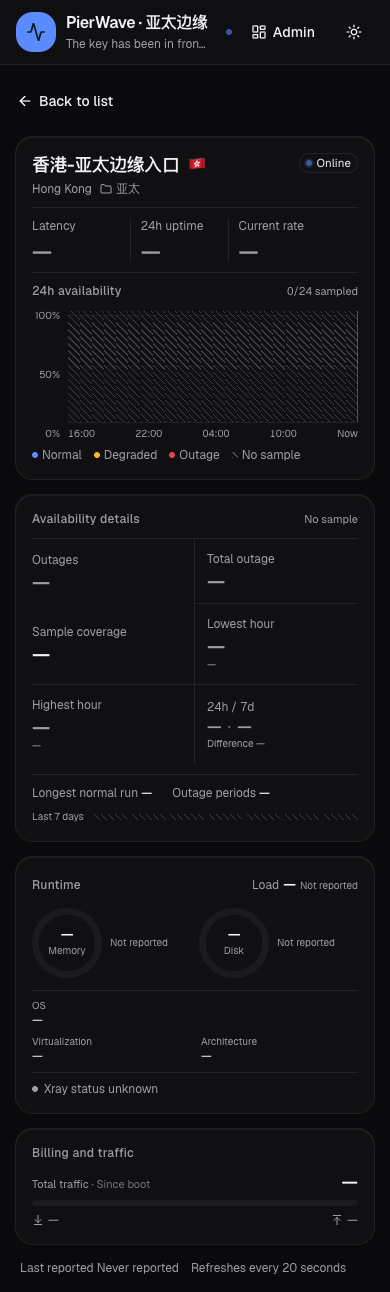 PierWave · 亚太边缘
The key has been in fron...
Admin
Back to list
香港-亚太边缘入口 🇭🇰
Online
Hong Kong 亚太
Latency 24h uptime Current rate
— — —
24h availability 0/24 sampled
100%
50%
0% 16:00 22:00 04:00 10:00 Now
Normal Degraded Outage No sample
Availability details No sample
Outages Total outage
— —
Sample coverage Lowest hour
— —
—
Highest hour 24h / 7d
— — · —
— Difference —
Longest normal run — Outage periods —
Last 7 days
Runtime Load — Not reported
— Memory Not reported
— Disk Not reported
OS
—
Virtualization Architecture
— —
Xray status unknown
Billing and traffic
Total traffic · Since boot —
— —
Last reported Never reported Refreshes every 20 seconds